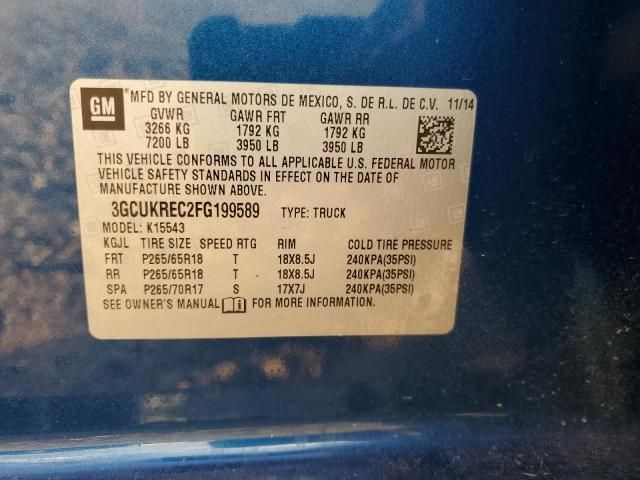 GM
*MFD BY GENERAL MOTORS DE MEXICO, S. DE R.L. DE C.V. 11/14
GVWR GAWR FRT GAWR RR
3266 KG 1792 KG 1792 KG
7200 LB 3950 LB 3950 LB
THIS VEHICLE CONFORMS TO ALL APPLICABLE U.S. FEDERAL MOTOR
VEHICLE SAFETY STANDARDS IN EFFECT ON THE DATE OF
MANUFACTURE SHOWN ABOVE.
3GCUKREC2FG199589 TYPE: TRUCK
MODEL: K15543
KGJL TIRE SIZE SPEED RTG RIM COLD TIRE PRESSURE
FRT P265/65R18 T 18X8.5J 240KPA(35PSI)
RR P265/65R18 T 18X8.5J 240KPA(35PSI)
SPA P265/70R17 S 17X7J 240KPA(35PSI)
SEE OWNER'S MANUAL i FOR MORE INFORMATION.